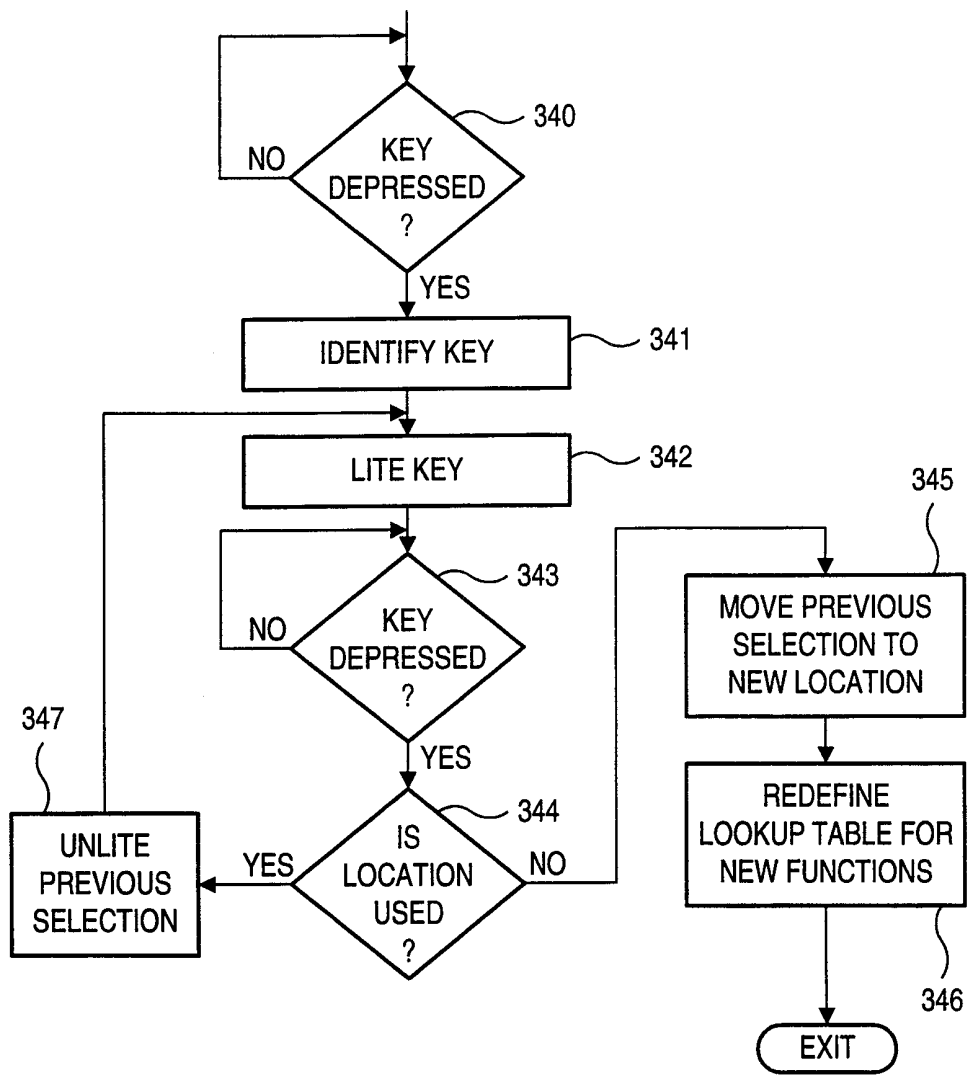 340
KEY
DEPRESSED
?
NO
YES
IDENTIFY KEY
341
LITE KEY
342
343
KEY
DEPRESSED
?
NO
YES
344
IS
LOCATION
USED
?
YES
NO
347
UNLITE
PREVIOUS
SELECTION
345
MOVE PREVIOUS
SELECTION TO
NEW LOCATION
REDEFINE
LOOKUP TABLE FOR
NEW FUNCTIONS
346
EXIT